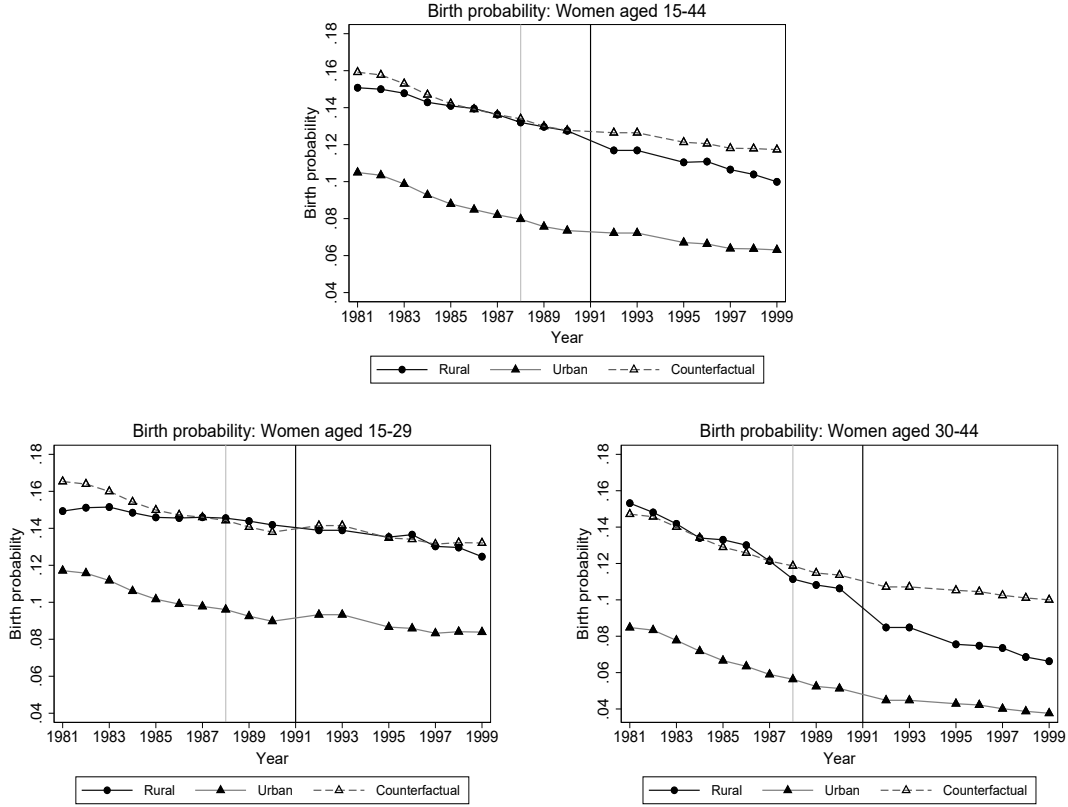 Birth probability: Women aged 15-44
Birth probability
.18
.16
.14
.12
.1
.08
.06
.04
1981 1983 1985 1987 1989 1991 1993 1995 1997 1999
Year
Rural Urban Counterfactual
Birth probability: Women aged 15-29
Birth probability
.18
.16
.14
.12
.1
.08
.06
.04
1981 1983 1985 1987 1989 1991 1993 1995 1997 1999
Year
Rural Urban Counterfactual
Birth probability: Women aged 30-44
Birth probability
.18
.16
.14
.12
.1
.08
.06
.04
1981 1983 1985 1987 1989 1991 1993 1995 1997 1999
Year
Rural Urban Counterfactual